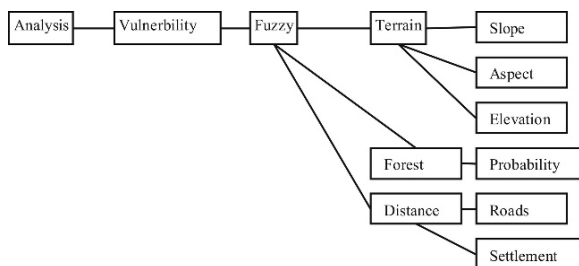 Analysis Vulnerbility Fuzzy Terrain Slope
Aspect
Elevation
Forest Probability
Distance Roads
Settlement